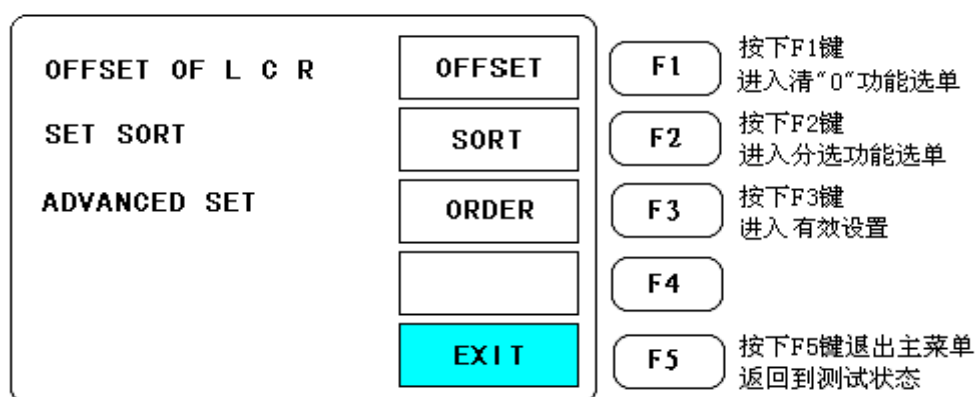 OFFSET OF L C R OFFSET F1 按下F1键
进入清"0"功能选单
SET SORT SORT F2 按下F2键
进入分选功能选单
ADVANCED SET ORDER F3 按下F3键
进入有效设置
F4
EXIT F5 按下F5键退出主菜单
返回到测试状态